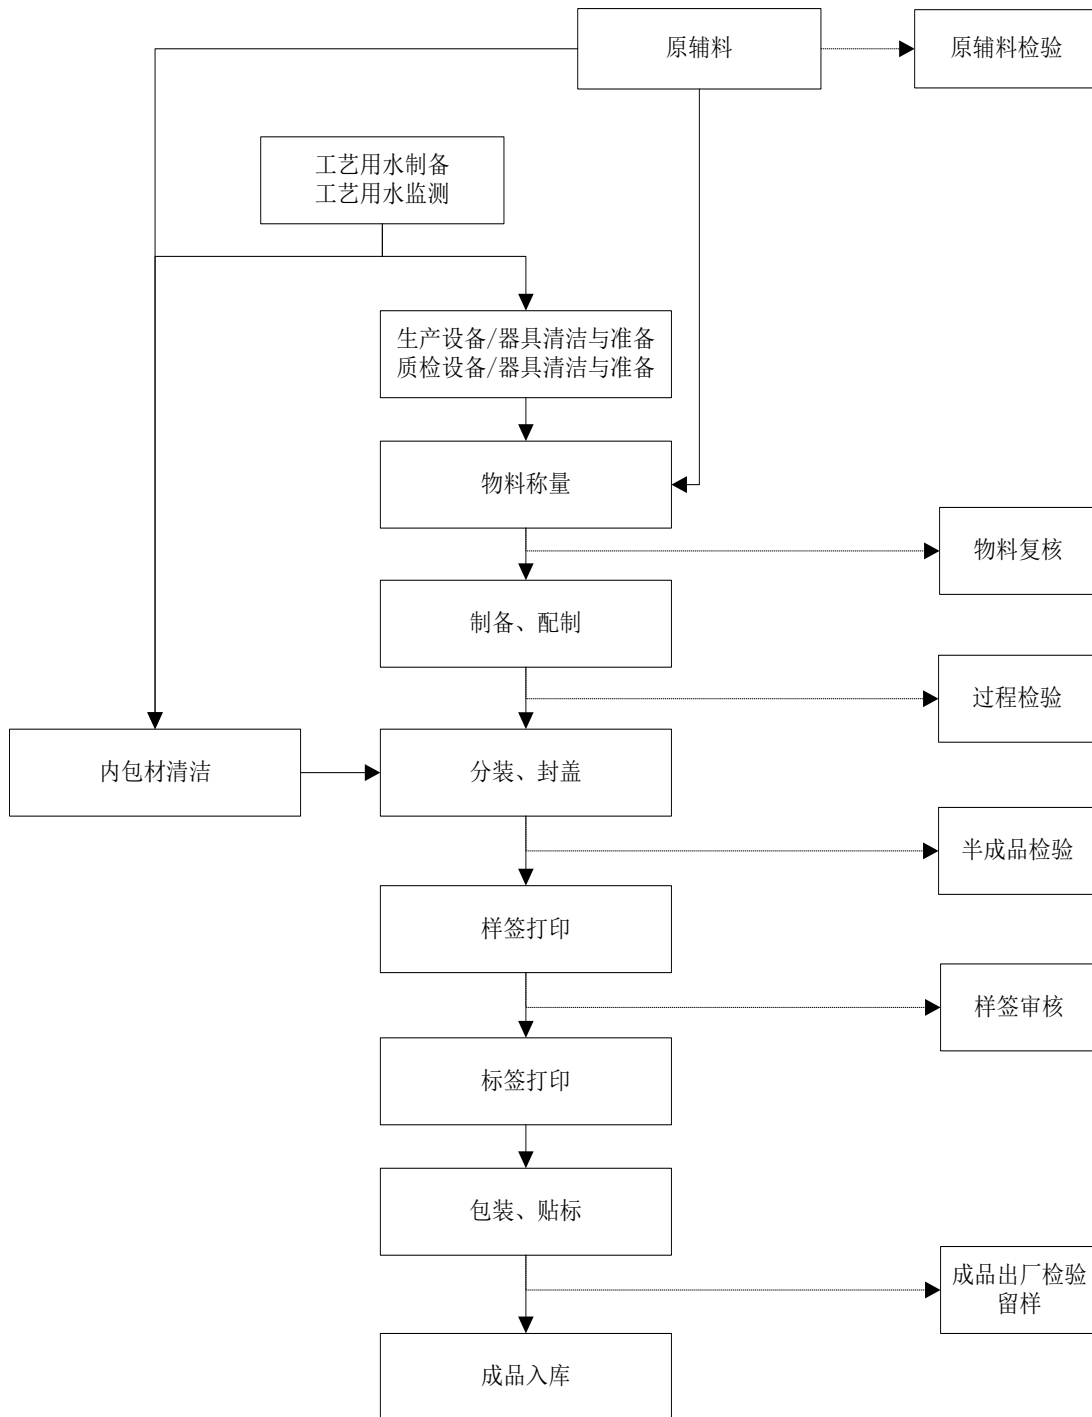 原辅料
原辅料检验
工艺用水制备
工艺用水监测
生产设备/器具清洁与准备
质检设备/器具清洁与准备
物料称量
物料复核
制备、配制
过程检验
内包材清洁
分装、封盖
半成品检验
样签打印
样签审核
标签打印
包装、贴标
成品出厂检验
留样
成品入库